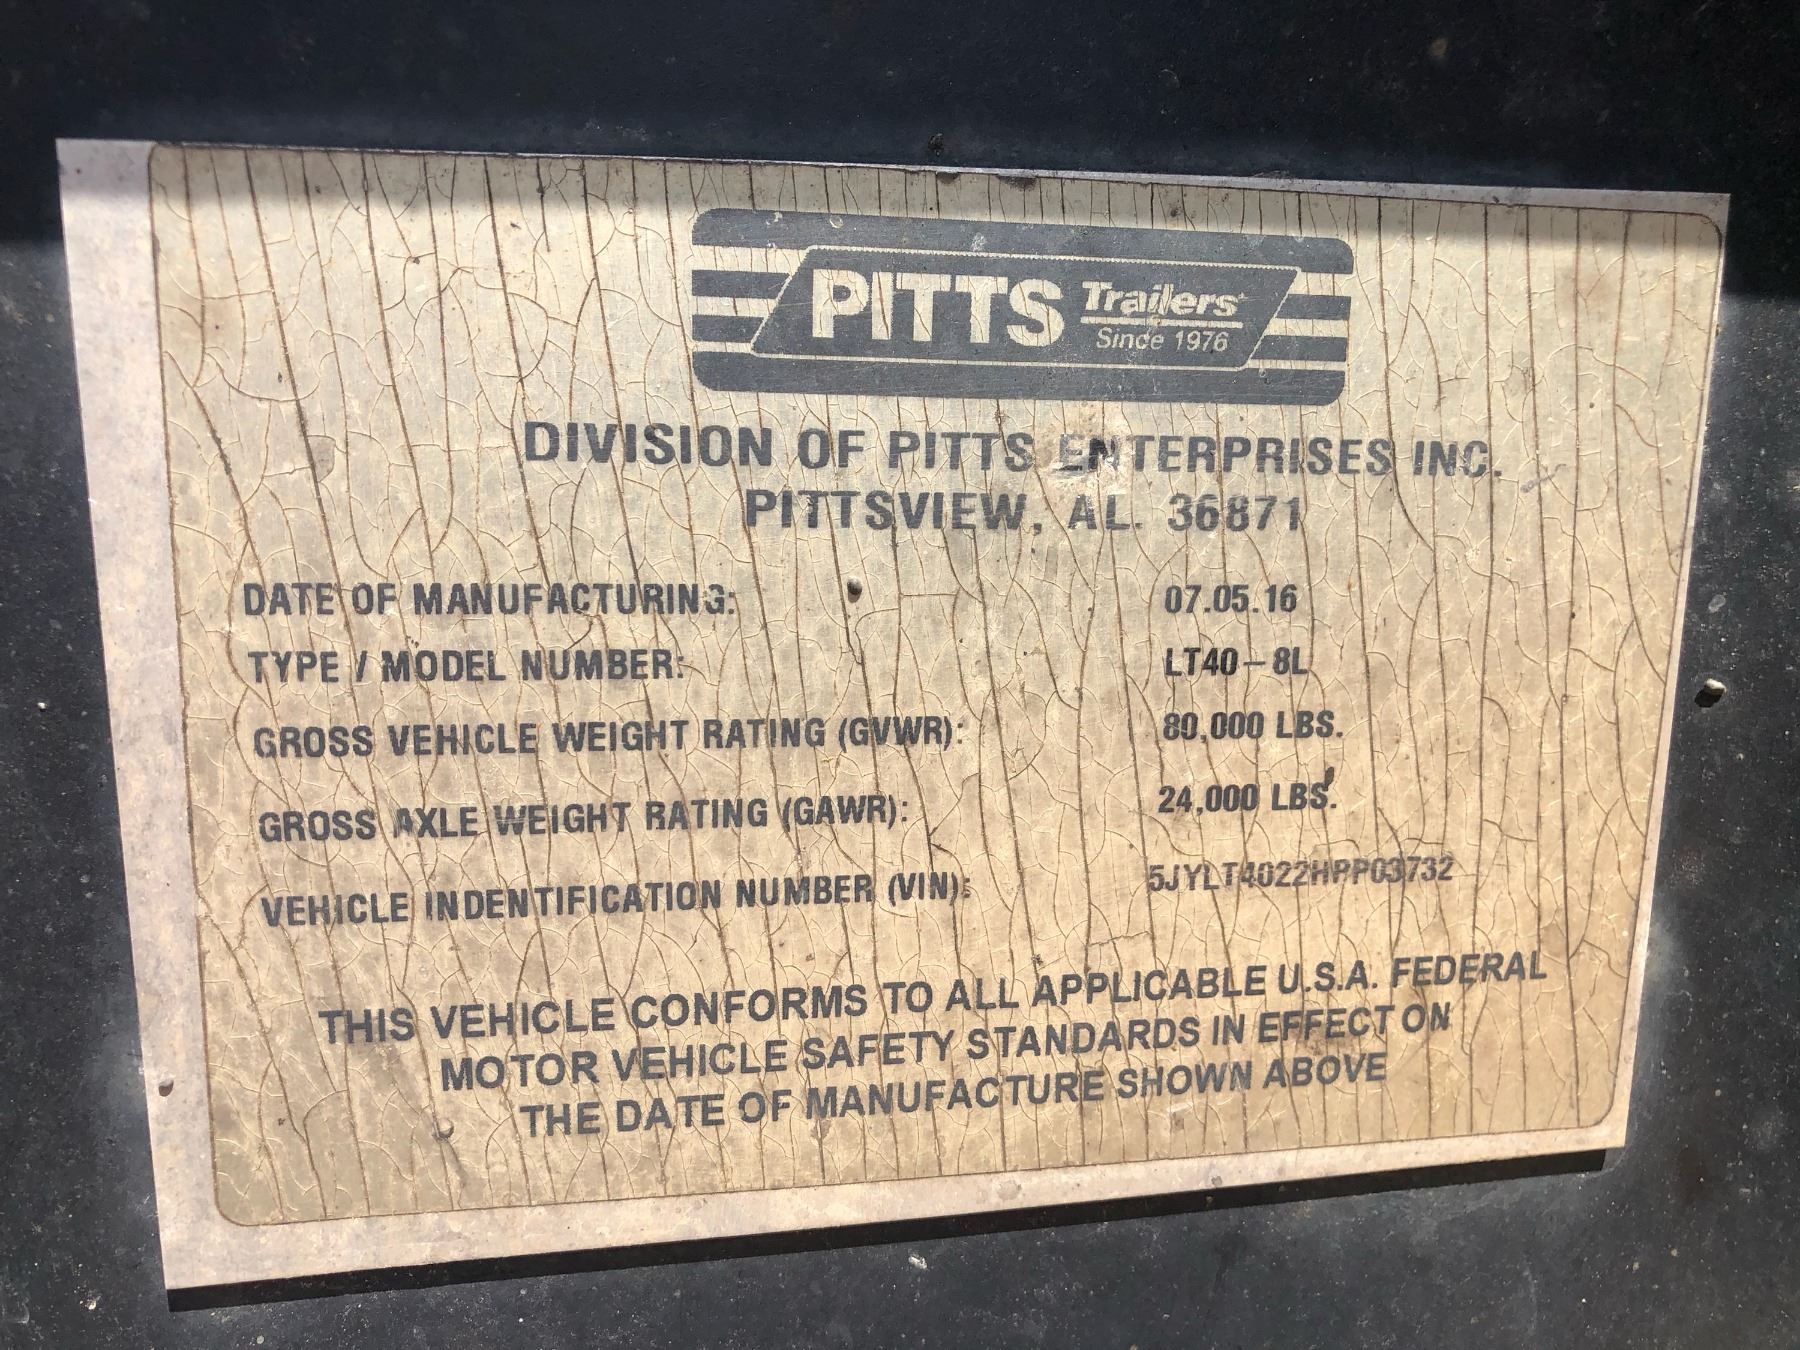 PITTS Trailers
Since 1976
DIVISION OF PITTS ENTERPRISES INC.
PITTSVIEW, AL. 36871
DATE OF MANUFACTURING: 07.05.16
TYPE / MODEL NUMBER: LT40-8L
GROSS VEHICLE WEIGHT RATING (GVWR): 80,000 LBS.
GROSS AXLE WEIGHT RATING (GAWR): 24,000 LBS.
VEHICLE INDENTIFICATION NUMBER (VIN): 5JYLT4022HPP03732
THIS VEHICLE CONFORMS TO ALL APPLICABLE U.S.A. FEDERAL
MOTOR VEHICLE SAFETY STANDARDS IN EFFECT ON
THE DATE OF MANUFACTURE SHOWN ABOVE